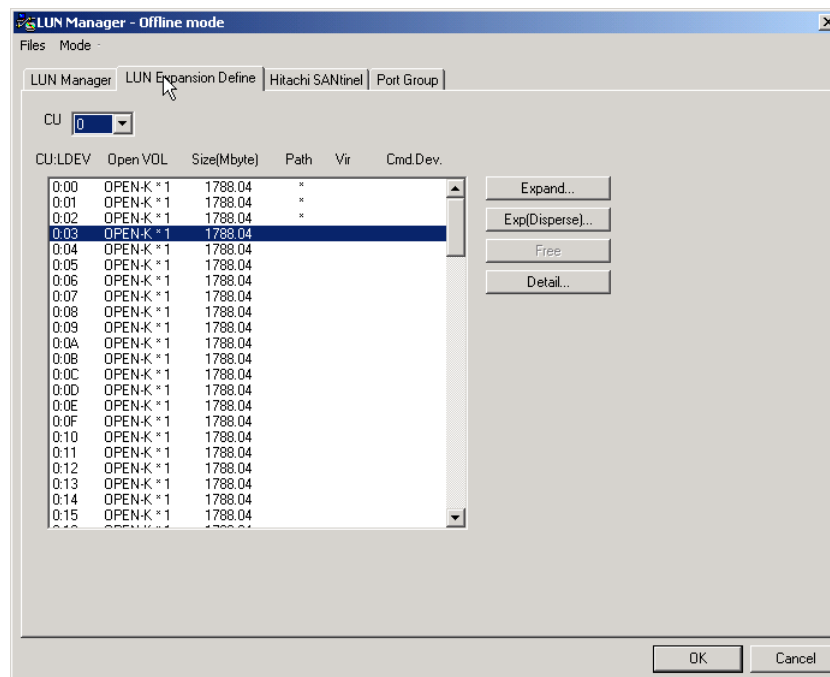 LUN Manager - Offline mode
Files Mode
LUN Manager LUN Expansion Define Hitachi SANtinel Port Group
CU 0
CU:LDEV Open VOL Size(Mbyte) Path Vir Cmd.Dev.
0:00 OPEN-K * 1 1788.04 * Expand...
0:01 OPEN-K * 1 1788.04 *
0:02 OPEN-K * 1 1788.04 * Exp(Disperse)...
0:03 OPEN-K * 1 1788.04
0:04 OPEN-K * 1 1788.04 Free
0:05 OPEN-K * 1 1788.04
0:06 OPEN-K * 1 1788.04 Detail...
0:07 OPEN-K * 1 1788.04
0:08 OPEN-K * 1 1788.04
0:09 OPEN-K * 1 1788.04
0:0A OPEN-K * 1 1788.04
0:0B OPEN-K * 1 1788.04
0:0C OPEN-K * 1 1788.04
0:0D OPEN-K * 1 1788.04
0:0E OPEN-K * 1 1788.04
0:0F OPEN-K * 1 1788.04
0:10 OPEN-K * 1 1788.04
0:11 OPEN-K * 1 1788.04
0:12 OPEN-K * 1 1788.04
0:13 OPEN-K * 1 1788.04
0:14 OPEN-K * 1 1788.04
0:15 OPEN-K * 1 1788.04
OK Cancel